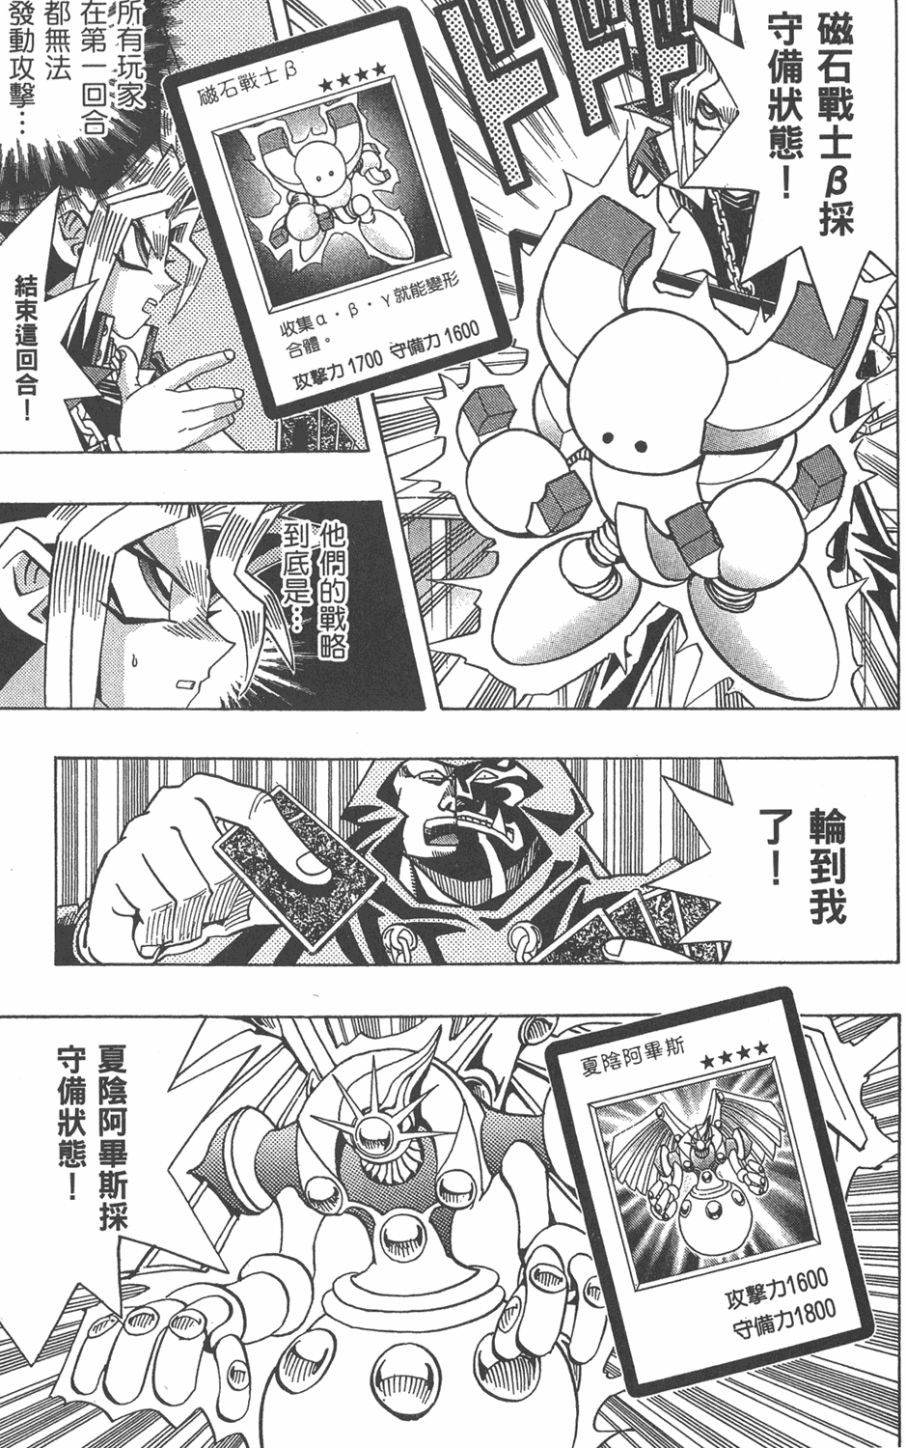 磁石戰士β採
守備狀態！
ドドド
磁石戰士β
★★★★
收集α・β・γ就能變形
合體。
攻擊力1700 守備力1600
所有玩家
在第一回合
都無法
發動攻擊…
結束這回合！
他們的戰略
到底是…
輪到我
了！
夏陰阿畢斯
★★★★
攻擊力1600
守備力1800
夏陰阿畢斯採
守備狀態！